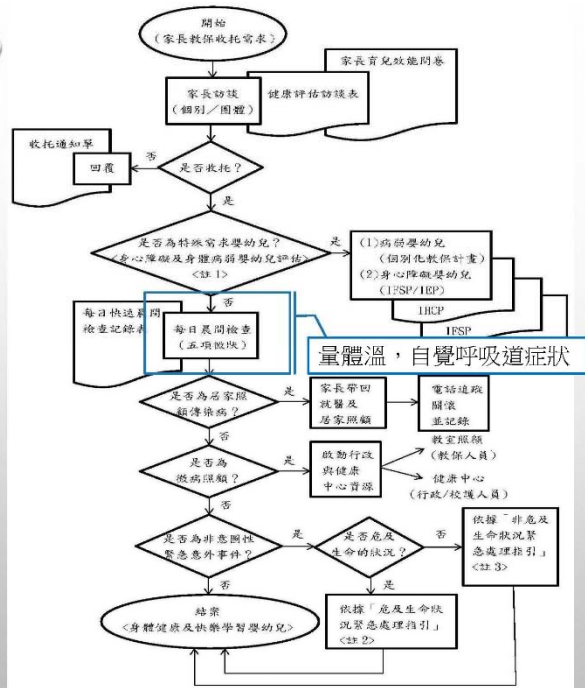 開始
(家長教保收托需求)
家長育兒效能問卷
家長訪談
(個別／團體)
健康評估訪談表
收托通知單
回覆
否
是否收托？
是
是否為特殊需求嬰幼兒？
<身心障礙及身體病弱嬰幼兒評估>
<註1>
是
(1)病弱嬰幼兒
(個別化教保計畫)
(2)身心障礙嬰幼兒
(IFSP/IEP)
IHCP
IFSP
否
每日快速晨間
檢查記錄表
每日晨間檢查
(五項徵候)
量體溫，自覺呼吸道症狀
是否為居家照
顧傳染病？
是
家長帶回
就醫及
居家照顧
電話追蹤
關懷
並記錄
否
是否為
微病照顧？
是
啟動行政
與健康
中心資源
教室照顧
(教保人員)
健康中心
(行政/校護人員)
否
是否為非意圖性
緊急意外事件？
是
是否危及
生命的狀況？
否
依據「非危及
生命狀況緊
急處理指引」
<註3>
否
是
結案
<身體健康及快樂學習嬰幼兒>
依據「危及生命狀
況緊急處理指引」
<註2>